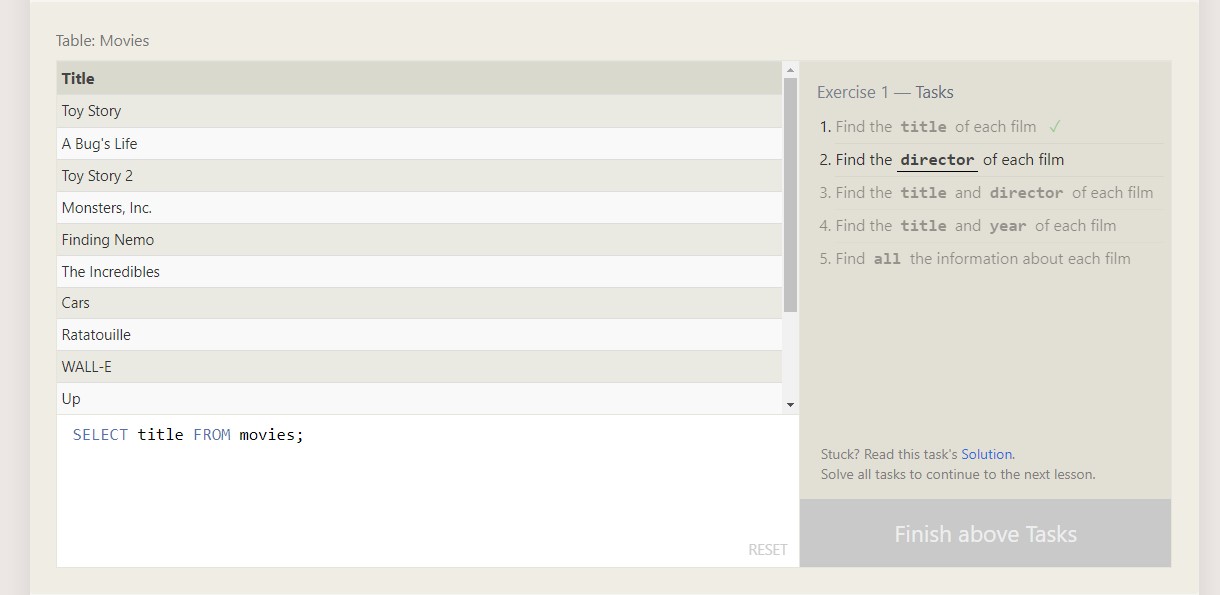 Table: Movies
Title
Toy Story
A Bug's Life
Toy Story 2
Monsters, Inc.
Finding Nemo
The Incredibles
Cars
Ratatouille
WALL-E
Up
SELECT title FROM movies;
RESET
Exercise 1 — Tasks
1. Find the title of each film ✓
2. Find the director of each film
3. Find the title and director of each film
4. Find the title and year of each film
5. Find all the information about each film
Stuck? Read this task's Solution.
Solve all tasks to continue to the next lesson.
Finish above Tasks